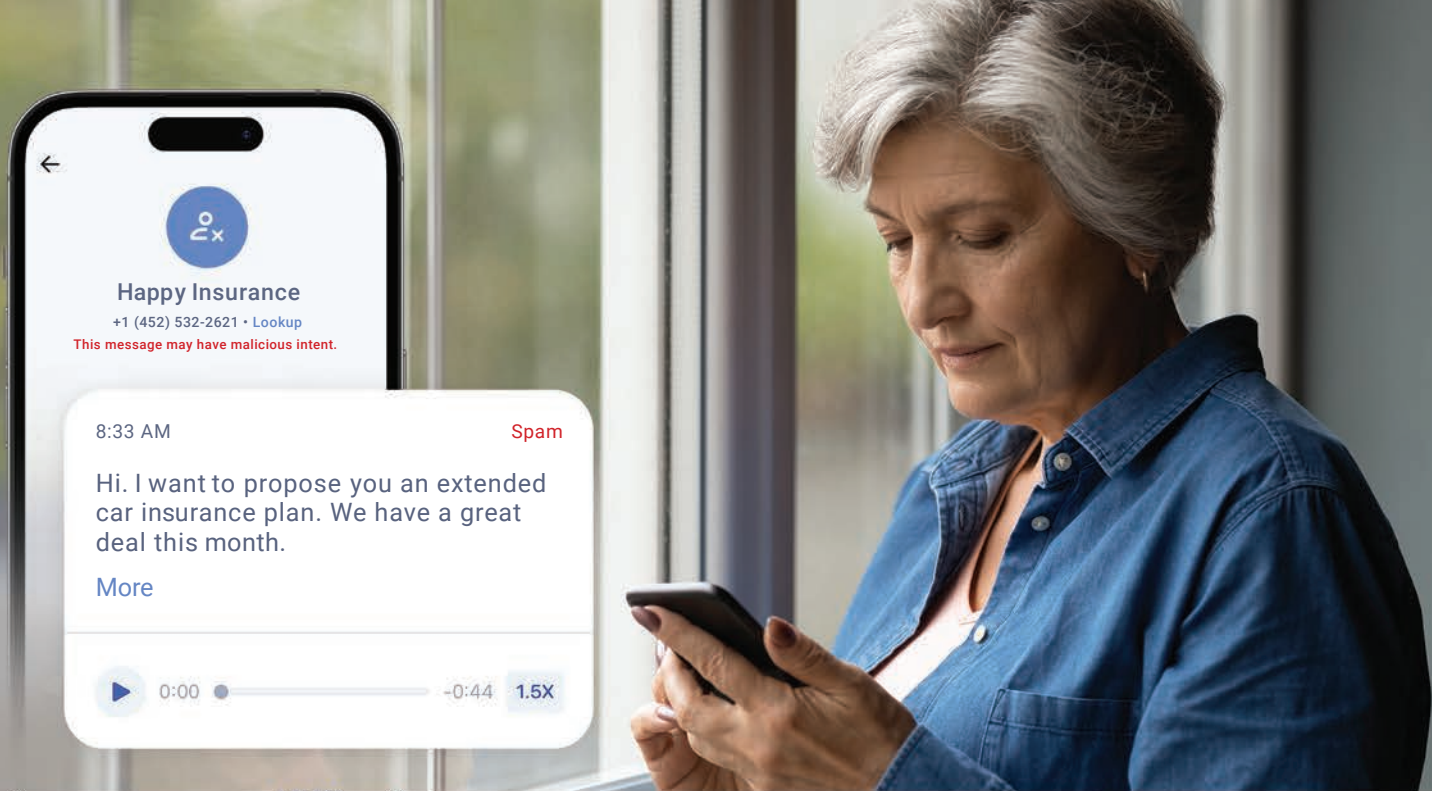 Happy Insurance
+1 (452) 532-2621 • Lookup
This message may have malicious intent.
8:33 AM Spam
Hi. I want to propose you an extended
car insurance plan. We have a great
deal this month.
More
0:00 -0:44 1.5X